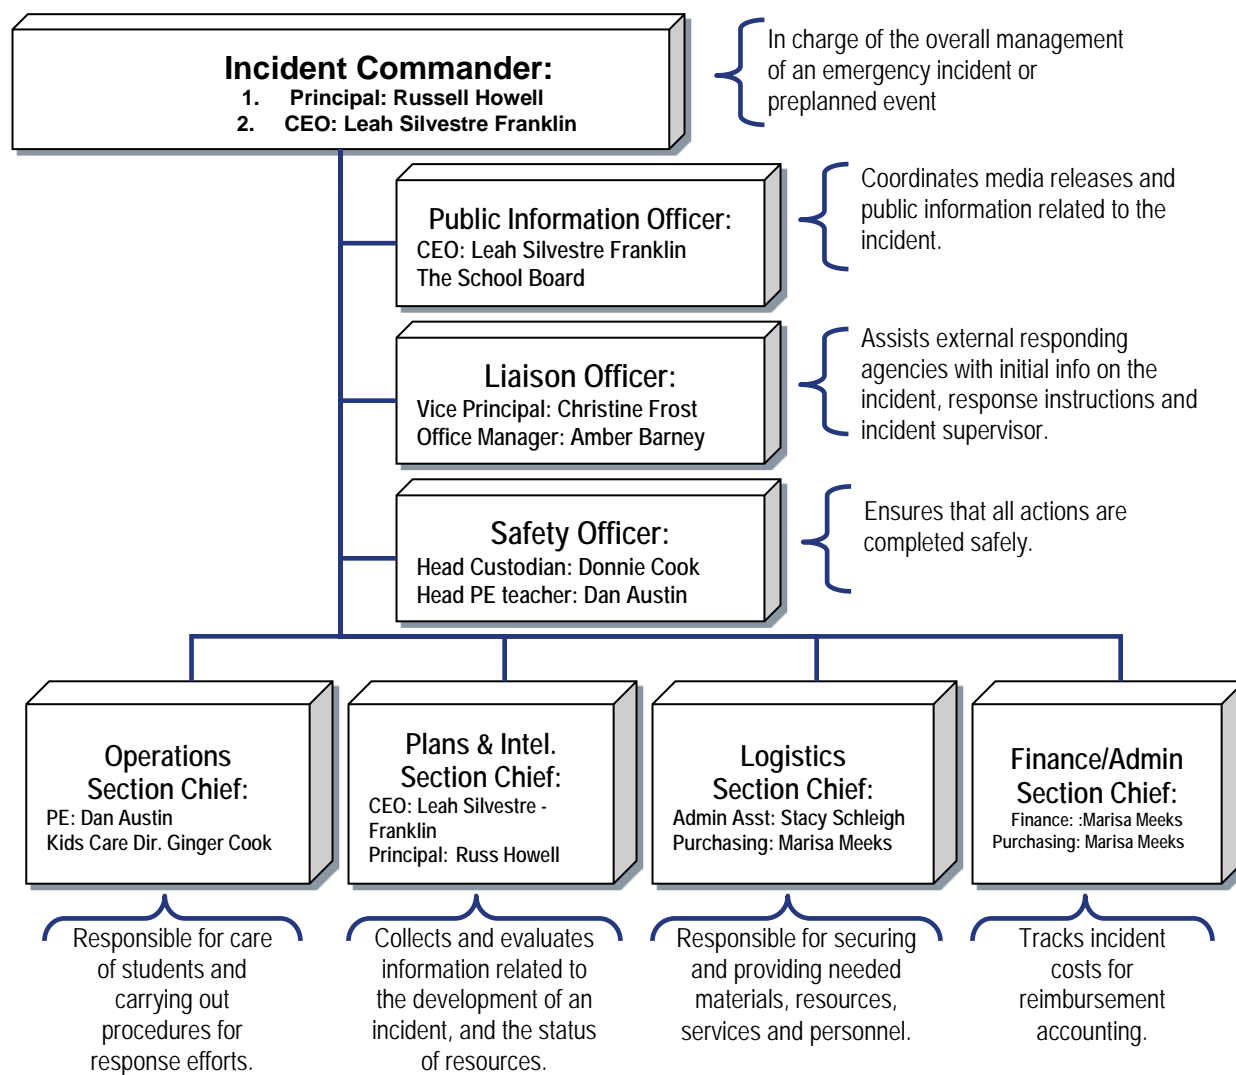 Incident Commander:
1. Principal: Russell Howell
2. CEO: Leah Silvestre Franklin
In charge of the overall management
of an emergency incident or
preplanned event
Public Information Officer:
CEO: Leah Silvestre Franklin
The School Board
Coordinates media releases and
public information related to the
incident.
Liaison Officer:
Vice Principal: Christine Frost
Office Manager: Amber Barney
Assists external responding
agencies with initial info on the
incident, response instructions and
incident supervisor.
Safety Officer:
Head Custodian: Donnie Cook
Head PE teacher: Dan Austin
Ensures that all actions are
completed safely.
Operations
Section Chief:
PE: Dan Austin
Kids Care Dir. Ginger Cook
Plans & Intel.
Section Chief:
CEO: Leah Silvestre -
Franklin
Principal: Russ Howell
Logistics
Section Chief:
Admin Asst: Stacy Schleigh
Purchasing: Marisa Meeks
Finance/Admin
Section Chief:
Finance: :Marisa Meeks
Purchasing: Marisa Meeks
Responsible for care
of students and
carrying out
procedures for
response efforts.
Collects and evaluates
information related to
the development of an
incident, and the status
of resources.
Responsible for securing
and providing needed
materials, resources,
services and personnel.
Tracks incident
costs for
reimbursement
accounting.